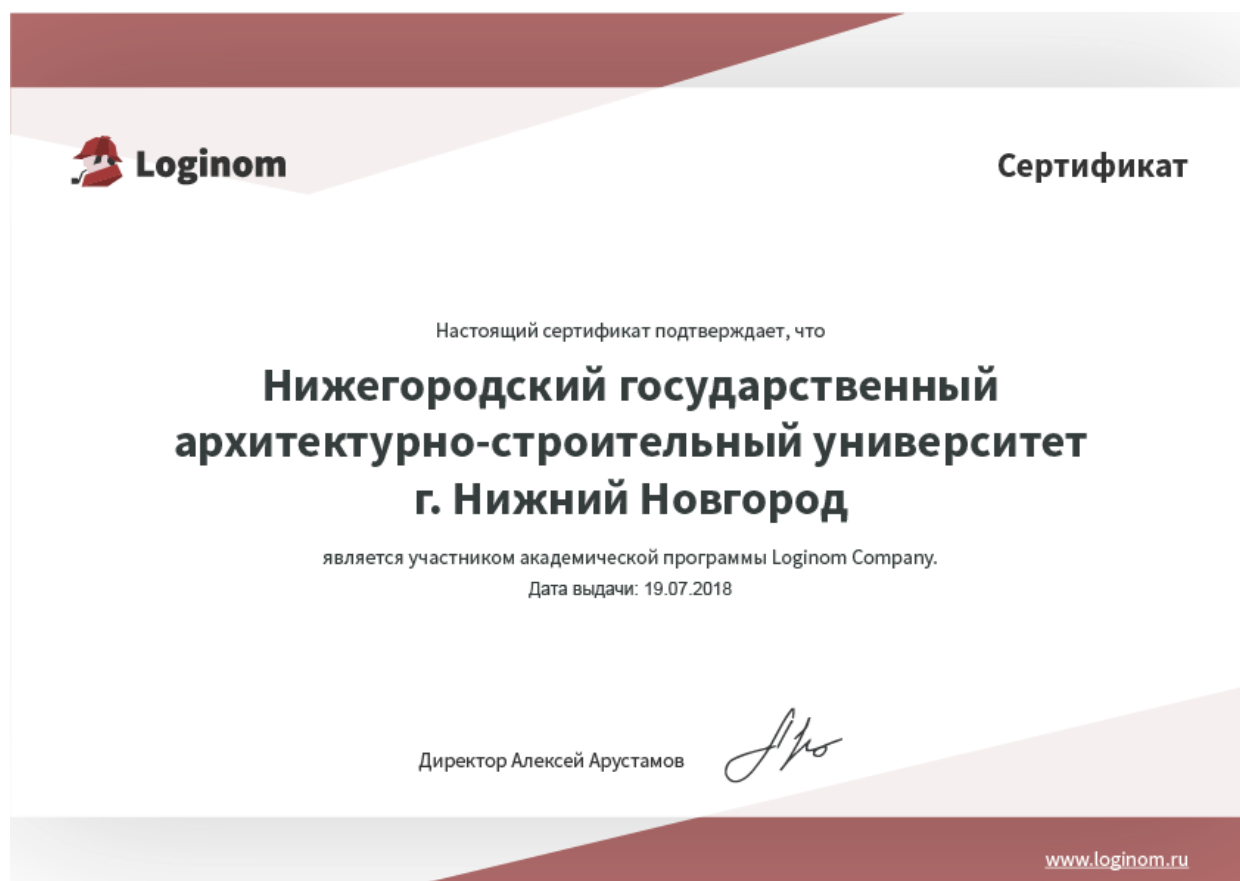 Loginom
Сертификат
Настоящий сертификат подтверждает, что
Нижегородский государственный
архитектурно-строительный университет
г. Нижний Новгород
является участником академической программы Loginom Company.
Дата выдачи: 19.07.2018
Директор Алексей Арустамов
www.loginom.ru